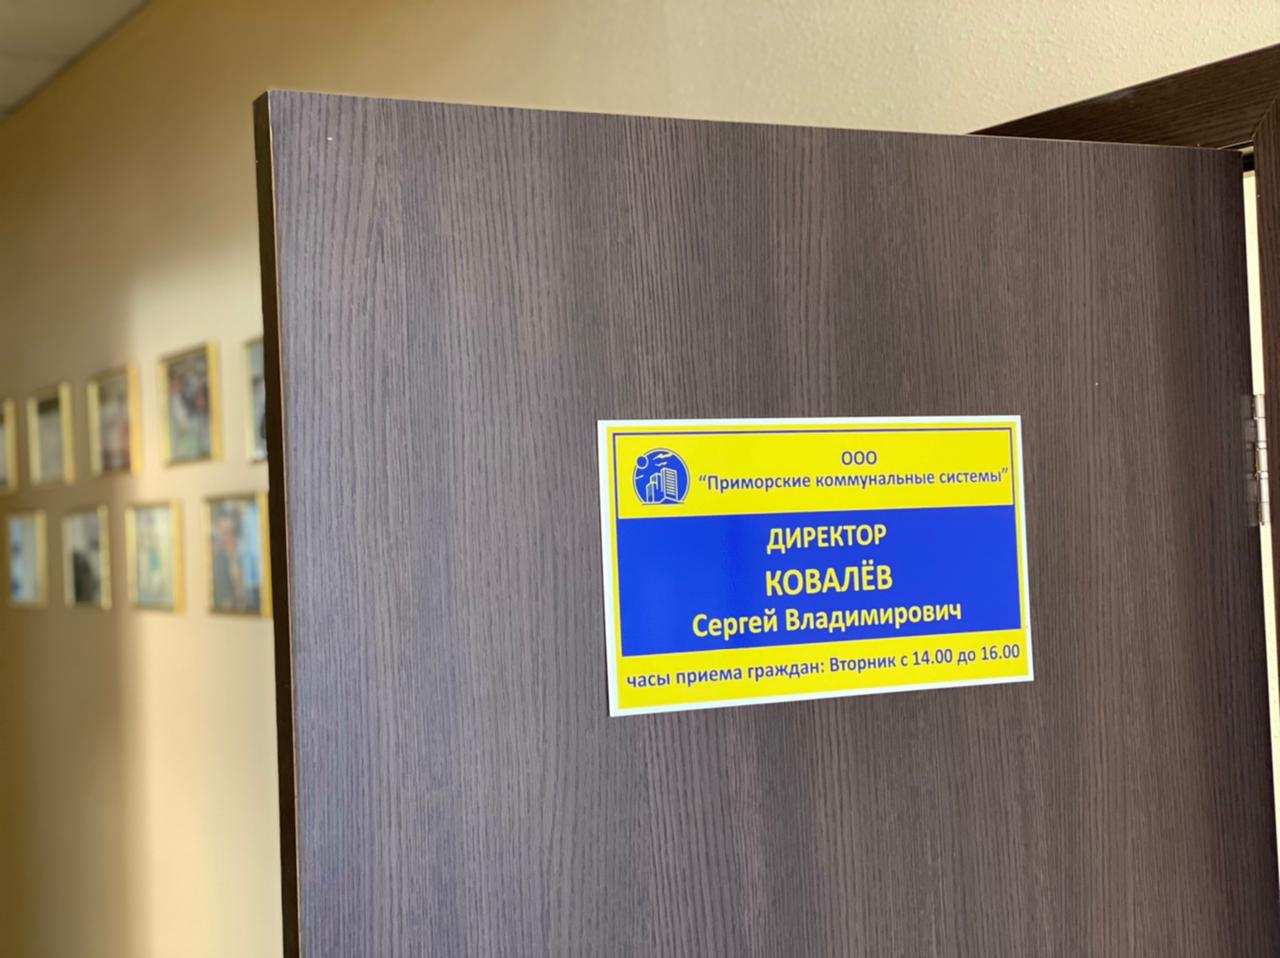 ООО
“Приморские коммунальные системы”
ДИРЕКТОР
КОВАЛЁВ
Сергей Владимирович
часы приема граждан: Вторник с 14.00 до 16.00